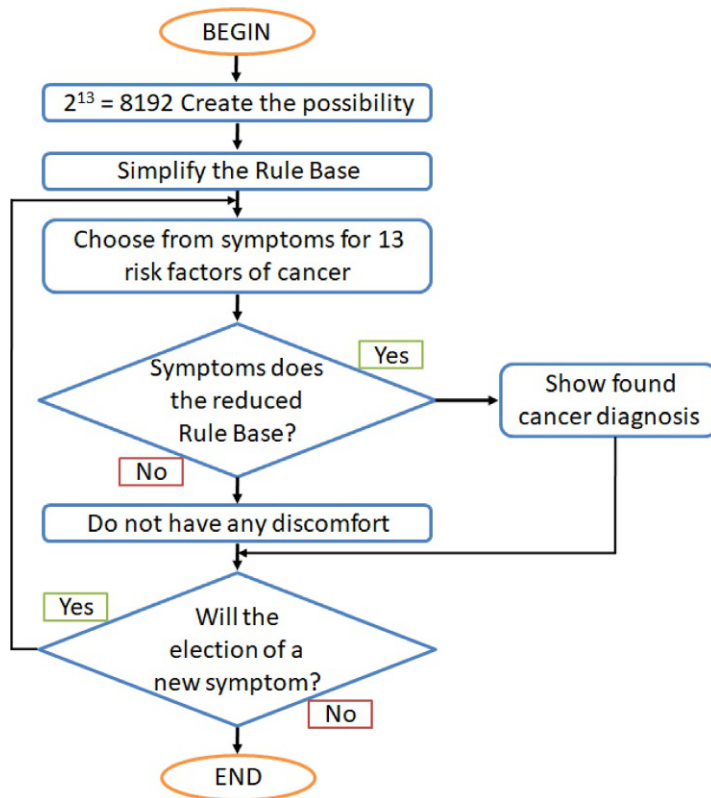 BEGIN
2¹³ = 8192 Create the possibility
Simplify the Rule Base
Choose from symptoms for 13
risk factors of cancer
Yes
Symptoms does
the reduced
Rule Base?
Show found
cancer diagnosis
No
Do not have any discomfort
Yes
Will the
election of a
new symptom?
No
END